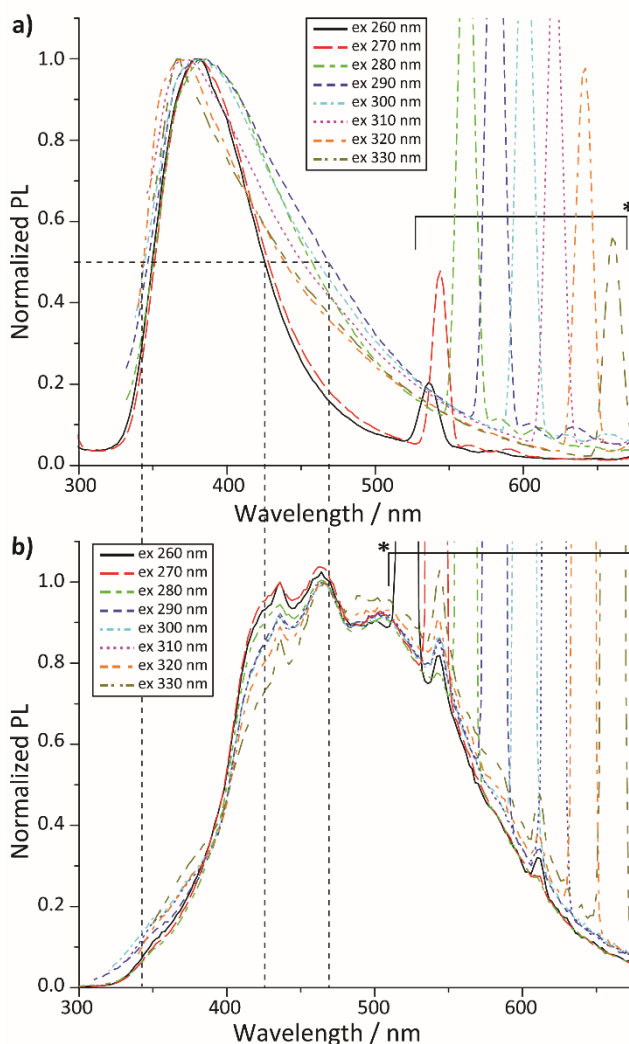 a)
ex 260 nm
ex 270 nm
ex 280 nm
ex 290 nm
ex 300 nm
ex 310 nm
ex 320 nm
ex 330 nm
*
Normalized PL
1.0
0.8
0.6
0.4
0.2
0.0
300
400
500
600
Wavelength / nm
b)
ex 260 nm
ex 270 nm
ex 280 nm
ex 290 nm
ex 300 nm
ex 310 nm
ex 320 nm
ex 330 nm
*
Normalized PL
1.0
0.8
0.6
0.4
0.2
0.0
300
400
500
600
Wavelength / nm